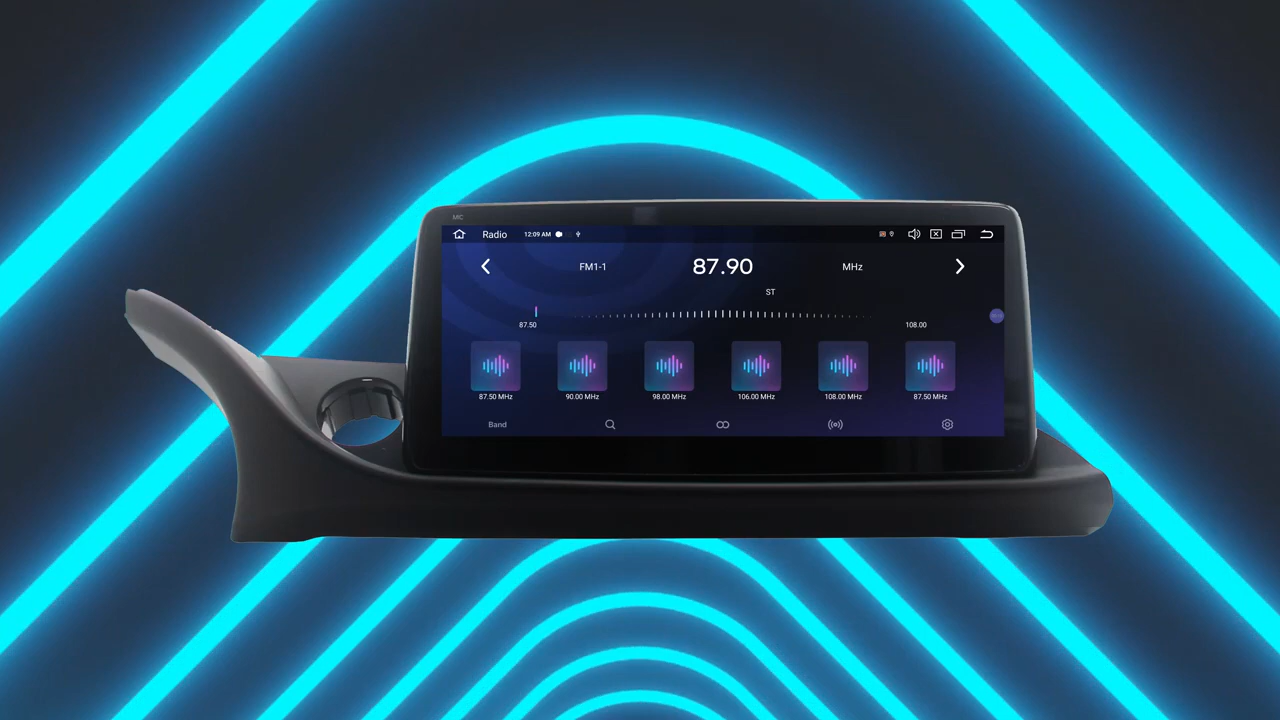 MIC
Radio 12:09 AM
FM1-1 87.90 MHz
ST
87.50 108.00
87.50 MHz 90.00 MHz 98.00 MHz 106.00 MHz 108.00 MHz 87.50 MHz
Band